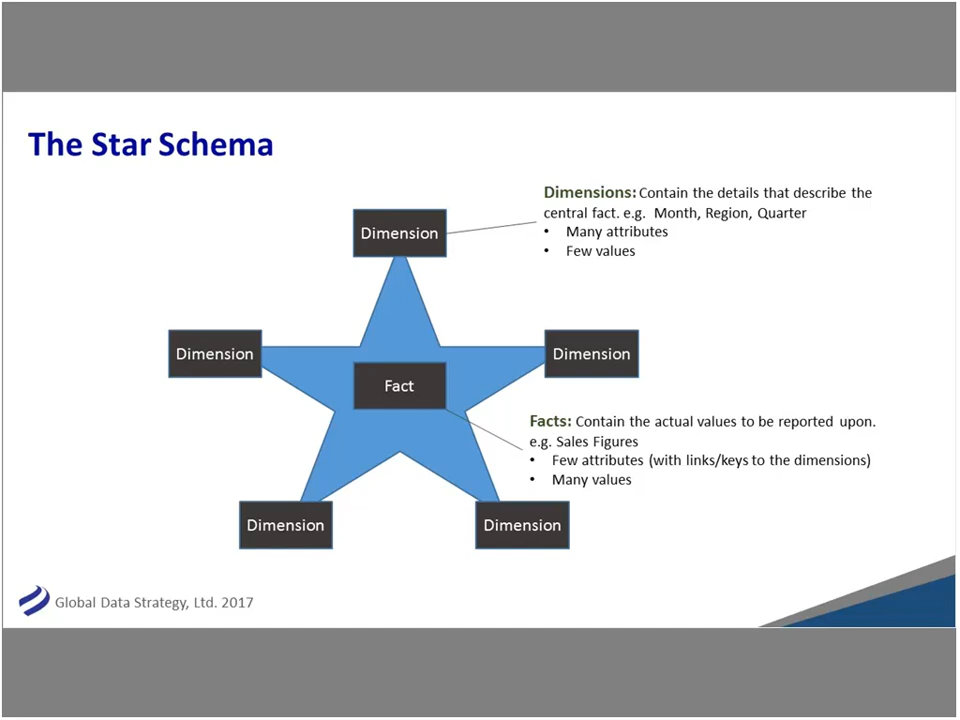 The Star Schema
Dimensions: Contain the details that describe the
central fact. e.g. Month, Region, Quarter
• Many attributes
• Few values
Dimension
Dimension
Dimension
Fact
Facts: Contain the actual values to be reported upon.
e.g. Sales Figures
• Few attributes (with links/keys to the dimensions)
• Many values
Dimension
Dimension
Global Data Strategy, Ltd. 2017